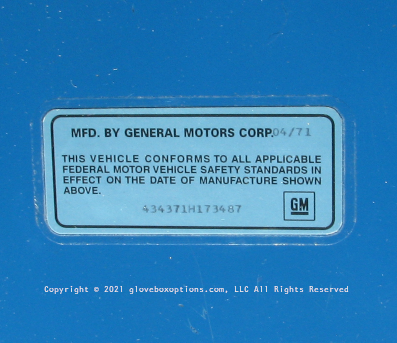 MFD. BY GENERAL MOTORS CORP. 04/71
THIS VEHICLE CONFORMS TO ALL APPLICABLE
FEDERAL MOTOR VEHICLE SAFETY STANDARDS IN
EFFECT ON THE DATE OF MANUFACTURE SHOWN
ABOVE.
434371H173487
GM
Copyright © 2021 gloveboxoptions.com, LLC All Rights Reserved